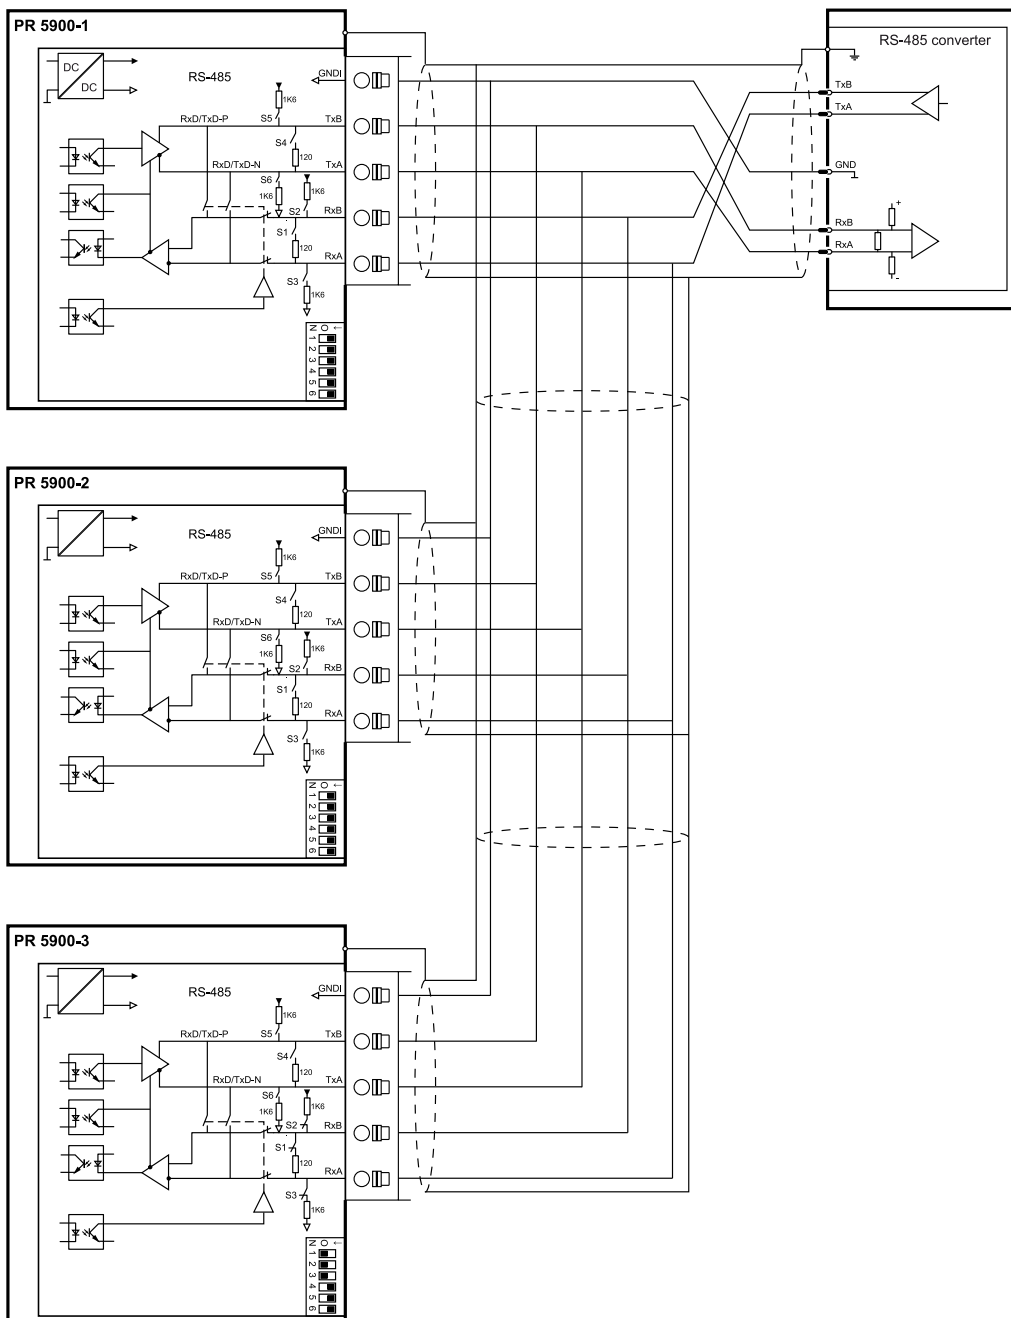 PR 5900-1
DC
DC
RS-485
GNDI
1K6
S5
RxD/TxD-P
TxB
S4
120
RxD/TxD-N
TxA
S6
1K6
1K6
S2
RxB
S1
120
RxA
S3
1K6
N O ←
1
2
3
4
5
6
RS-485 converter
TxB
TxA
GND
RxB
+
RxA
-
PR 5900-2
RS-485
GNDI
1K6
RxD/TxD-P
S5
TxB
S4
120
RxD/TxD-N
TxA
S6
1K6
1K6
S2
RxB
S1
120
RxA
S3
1K6
N O ←
1
2
3
4
5
6
PR 5900-3
RS-485
GNDI
1K6
RxD/TxD-P
S5
TxB
S4
120
RxD/TxD-N
TxA
S6
1K6
1K6
S2
RxB
S1
120
RxA
S3
1K6
N O ←
1
2
3
4
5
6